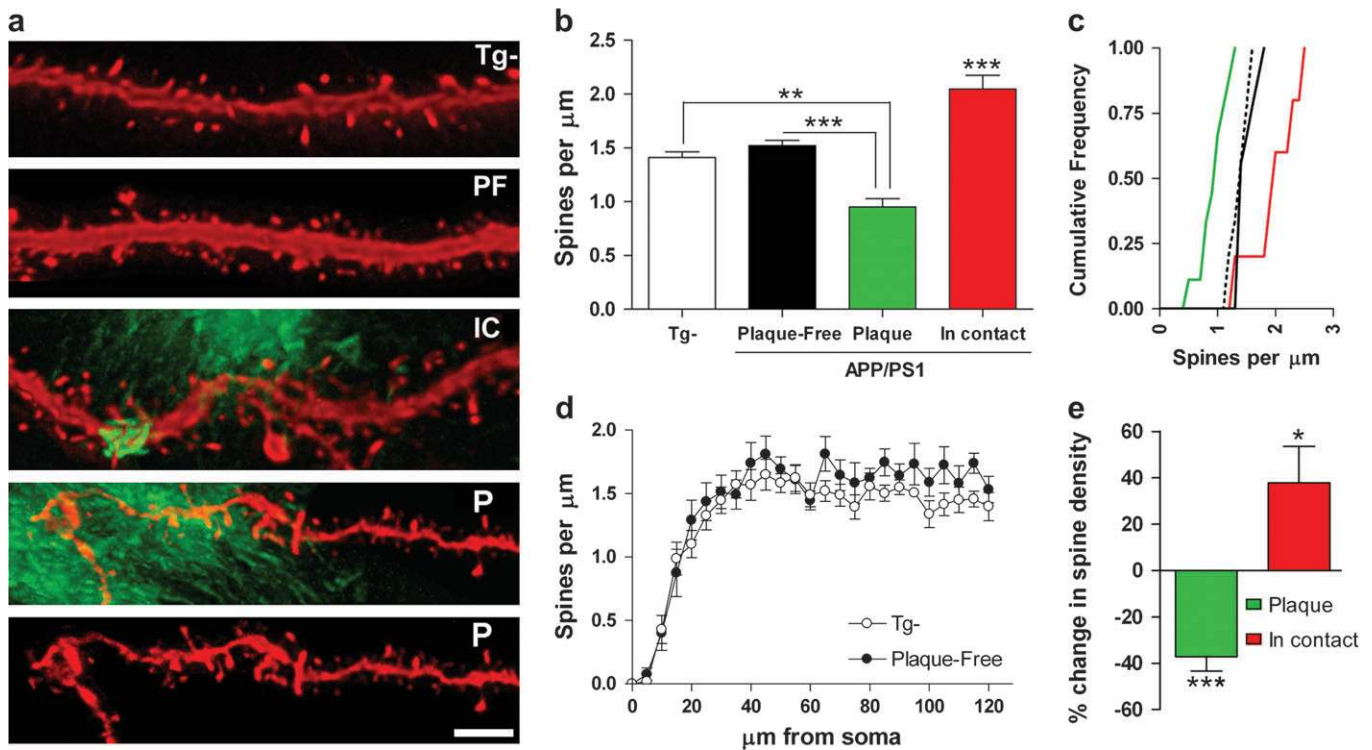 a
Tg-
PF
IC
P
P
b
Spines per μm
2.5
2.0
1.5
1.0
0.5
0.0
**
***
***
Tg-
Plaque-Free
Plaque
In contact
APP/PS1
c
Cumulative Frequency
1.00
0.75
0.50
0.25
0.00
0
1
2
3
Spines per μm
d
Spines per μm
2.0
1.5
1.0
0.5
0.0
Tg-
Plaque-Free
0
20
40
60
80
100
120
μm from soma
e
% change in spine density
60
40
20
0
-20
-40
-60
*
***
Plaque
In contact